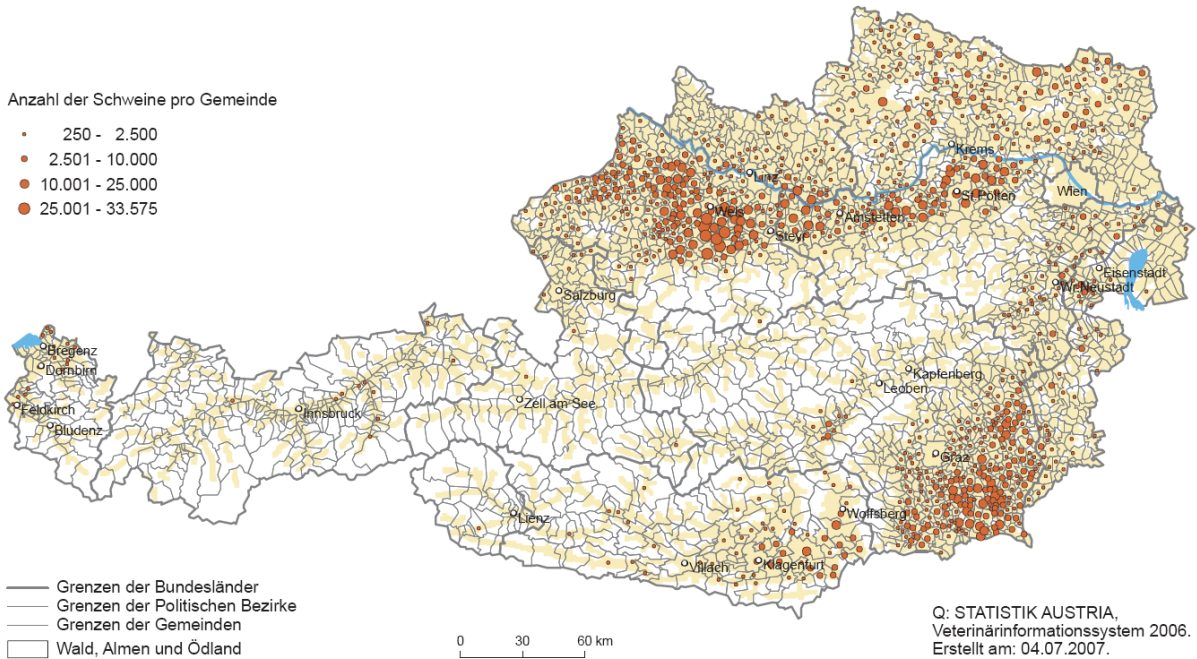 Anzahl der Schweine pro Gemeinde
250 - 2.500
2.501 - 10.000
10.001 - 25.000
25.001 - 33.575
Krems
Linz
Wien
St.Pölten
Wels
Amstetten
Steyr
Eisenstadt
Wr.Neustadt
Salzburg
Bregenz
Dornbirn
Kapfenberg
Leoben
Zell am See
Feldkirch
Innsbruck
Bludenz
Graz
Wolfsberg
Lienz
Villach
Klagenfurt
Grenzen der Bundesländer
Grenzen der Politischen Bezirke
Grenzen der Gemeinden
Wald, Almen und Ödland
0 30 60 km
Q: STATISTIK AUSTRIA,
Veterinärinformationssystem 2006.
Erstellt am: 04.07.2007.